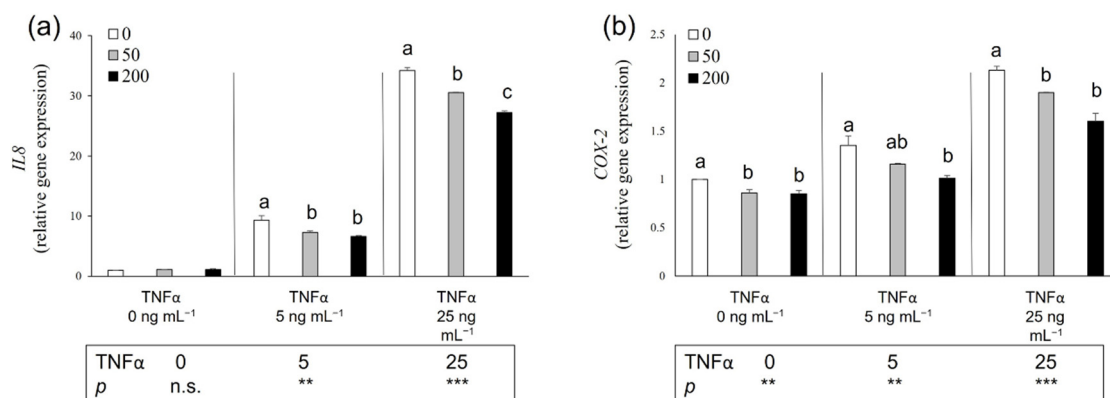 (a)
IL8
(relative gene expression)
40
30
20
10
0
0
50
200
a
b
b
a
b
c
TNFα
0 ng mL⁻¹
TNFα
5 ng mL⁻¹
TNFα
25 ng
mL⁻¹
TNFα 0 5 25
p n.s. ** ***
(b)
COX-2
(relative gene expression)
2.5
2
1.5
1
0.5
0
0
50
200
a
b
b
a
ab
b
a
b
b
TNFα
0 ng mL⁻¹
TNFα
5 ng mL⁻¹
TNFα
25 ng
mL⁻¹
TNFα 0 5 25
p ** ** ***